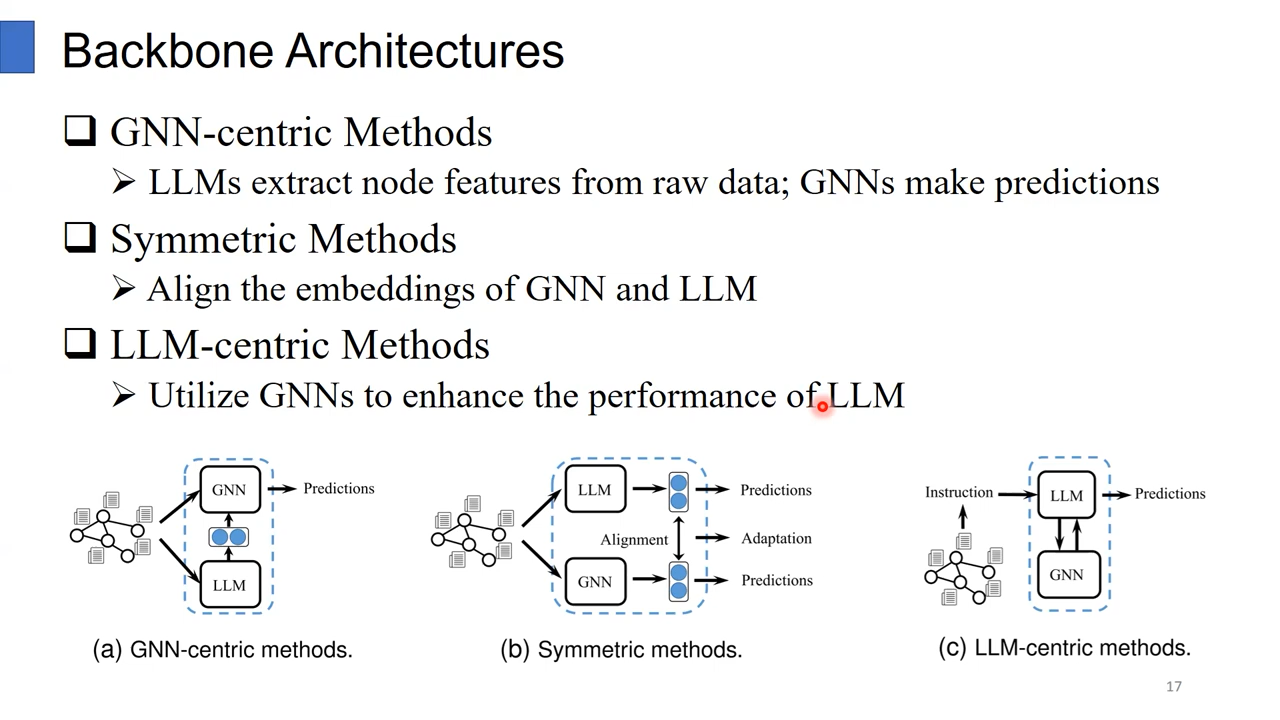 Backbone Architectures
❑ GNN-centric Methods
➢ LLMs extract node features from raw data; GNNs make predictions
❑ Symmetric Methods
➢ Align the embeddings of GNN and LLM
❑ LLM-centric Methods
➢ Utilize GNNs to enhance the performance of LLM
GNN
Predictions
LLM
(a) GNN-centric methods.
LLM
Predictions
Alignment
Adaptation
GNN
Predictions
(b) Symmetric methods.
Instruction
LLM
Predictions
GNN
(c) LLM-centric methods.
17